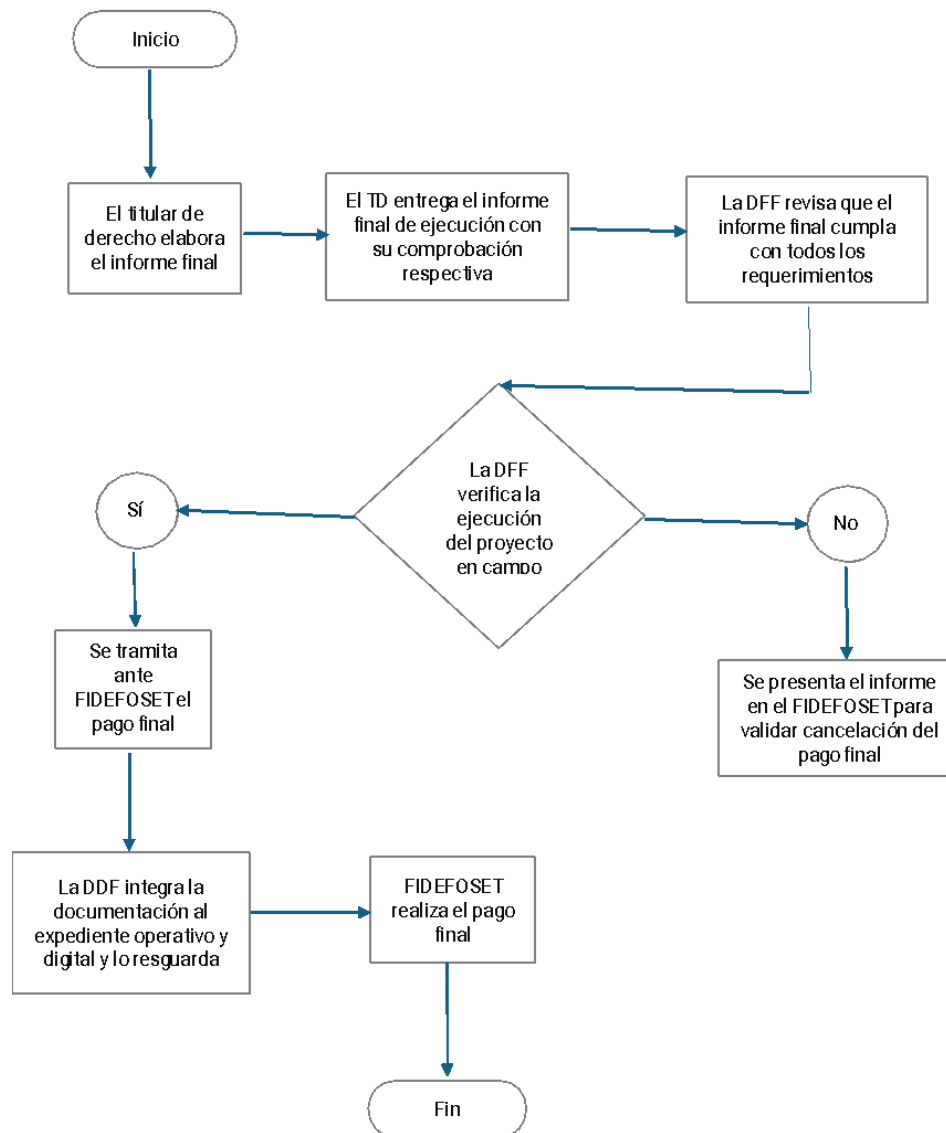 Inicio
El titular de
derecho elabora
el informe final
El TD entrega el informe
final de ejecución con
su comprobación
respectiva
La DFF revisa que el
informe final cumpla
con todos los
requerimientos
La DFF
verifica la
ejecución
del proyecto
en campo
Sí
No
Se tramita
ante
FIDEFOSET el
pago final
Se presenta el informe
en el FIDEFOSET para
validar cancelación del
pago final
La DDF integra la
documentación al
expediente operativo y
digital y lo resguarda
FIDEFOSET
realiza el pago
final
Fin